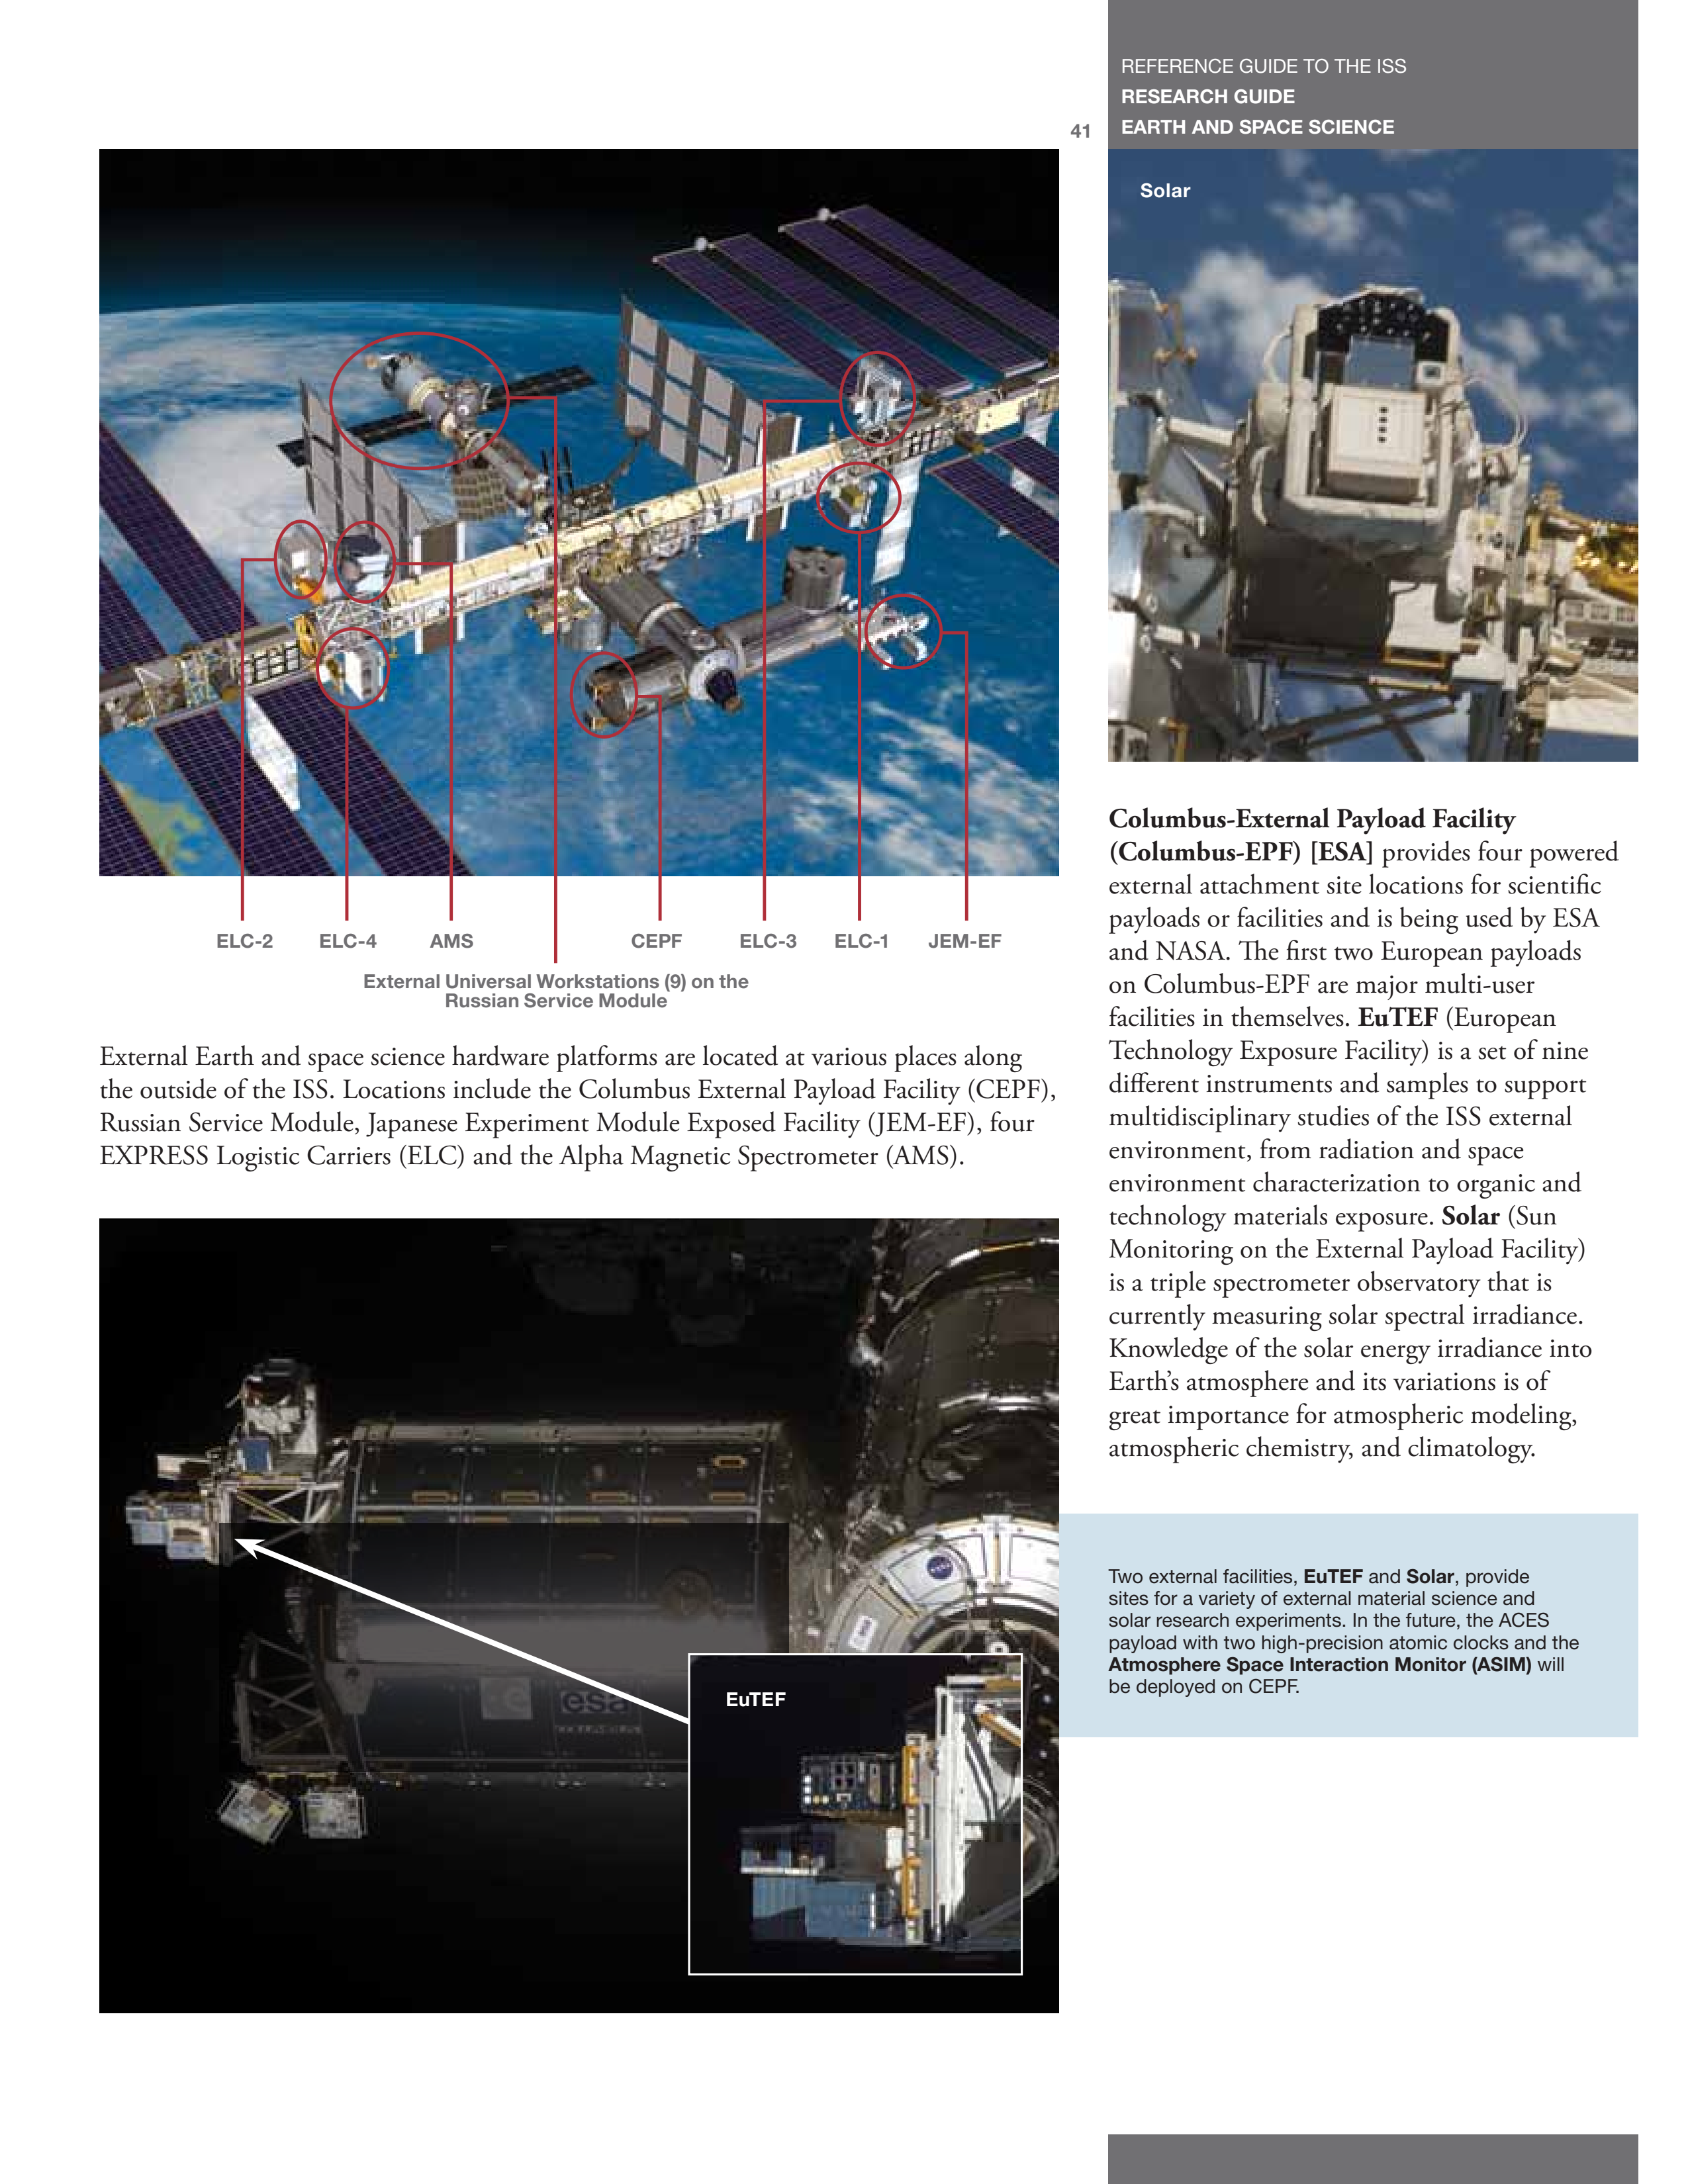 REFERENCE GUIDE TO THE ISS
RESEARCH GUIDE
EARTH AND SPACE SCIENCE
41
Solar
ELC-2
ELC-4
AMS
CEPF
ELC-3
ELC-1
JEM-EF
External Universal Workstations (9) on the
Russian Service Module
External Earth and space science hardware platforms are located at various places along
the outside of the ISS. Locations include the Columbus External Payload Facility (CEPF),
Russian Service Module, Japanese Experiment Module Exposed Facility (JEM-EF), four
EXPRESS Logistic Carriers (ELC) and the Alpha Magnetic Spectrometer (AMS).
Columbus-External Payload Facility
(Columbus-EPF) [ESA] provides four powered
external attachment site locations for scientific
payloads or facilities and is being used by ESA
and NASA. The first two European payloads
on Columbus-EPF are major multi-user
facilities in themselves. EuTEF (European
Technology Exposure Facility) is a set of nine
different instruments and samples to support
multidisciplinary studies of the ISS external
environment, from radiation and space
environment characterization to organic and
technology materials exposure. Solar (Sun
Monitoring on the External Payload Facility)
is a triple spectrometer observatory that is
currently measuring solar spectral irradiance.
Knowledge of the solar energy irradiance into
Earth's atmosphere and its variations is of
great importance for atmospheric modeling,
atmospheric chemistry, and climatology.
NASA
esa
COLUMBUS
EuTEF
Two external facilities, EuTEF and Solar, provide
sites for a variety of external material science and
solar research experiments. In the future, the ACES
payload with two high-precision atomic clocks and the
Atmosphere Space Interaction Monitor (ASIM) will
be deployed on CEPF.